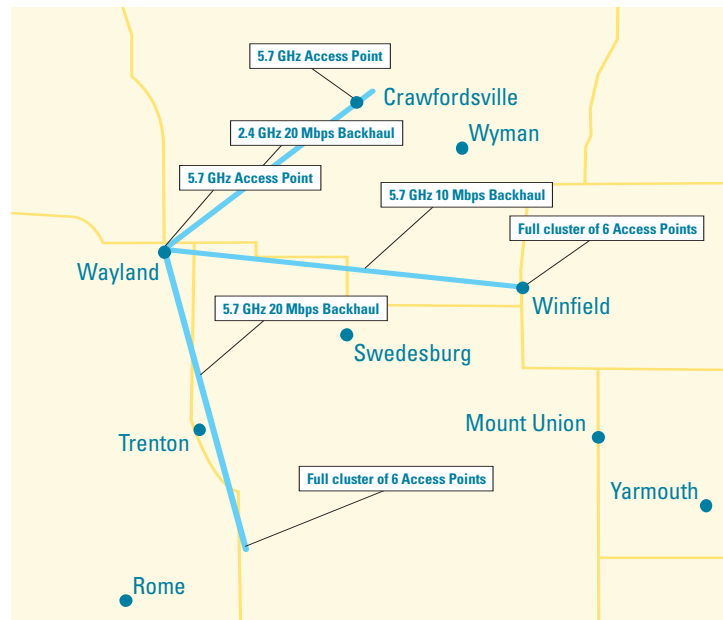 5.7 GHz Access Point
Crawfordsville
2.4 GHz 20 Mbps Backhaul
Wyman
5.7 GHz Access Point
5.7 GHz 10 Mbps Backhaul
Full cluster of 6 Access Points
Wayland
5.7 GHz 20 Mbps Backhaul
Winfield
Swedesburg
Mount Union
Trenton
Full cluster of 6 Access Points
Yarmouth
Rome